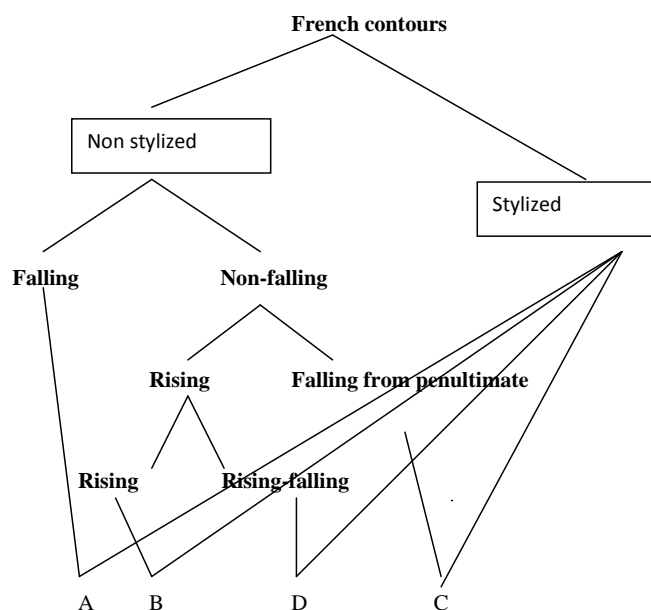 French contours
Non stylized
Stylized
Falling Non-falling
Rising Falling from penultimate
Rising Rising-falling
A B D C